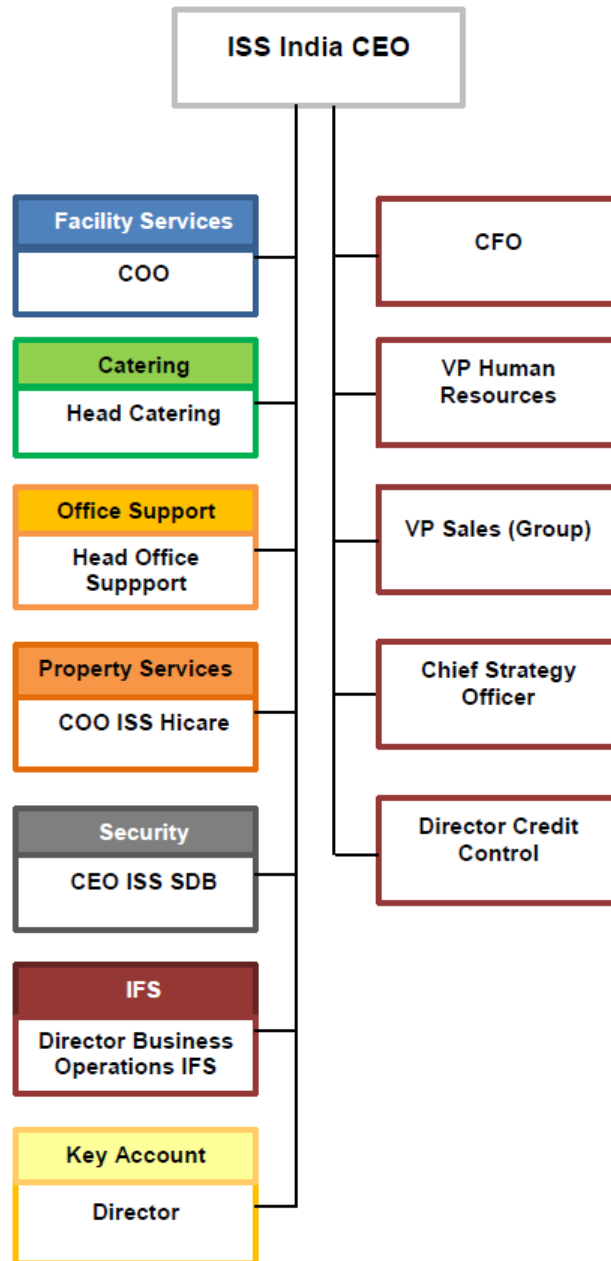 ISS India CEO
Facility Services
COO
Catering
Head Catering
Office Support
Head Office
Suppport
Property Services
COO ISS Hicare
Security
CEO ISS SDB
IFS
Director Business
Operations IFS
Key Account
Director
CFO
VP Human
Resources
VP Sales (Group)
Chief Strategy
Officer
Director Credit
Control